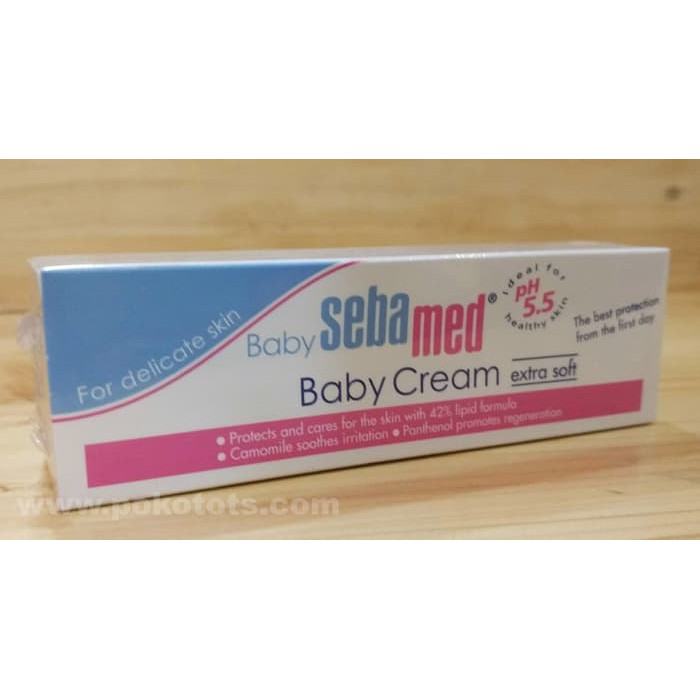 For delicate skin
Baby sebamed®
ideal for healthy skin
pH
5.5
The best protection
from the first day
Baby Cream extra soft
• Protects and cares for the skin with 42% lipid formula
• Camomile soothes irritation • Panthenol promotes regeneration
www.pokotots.com